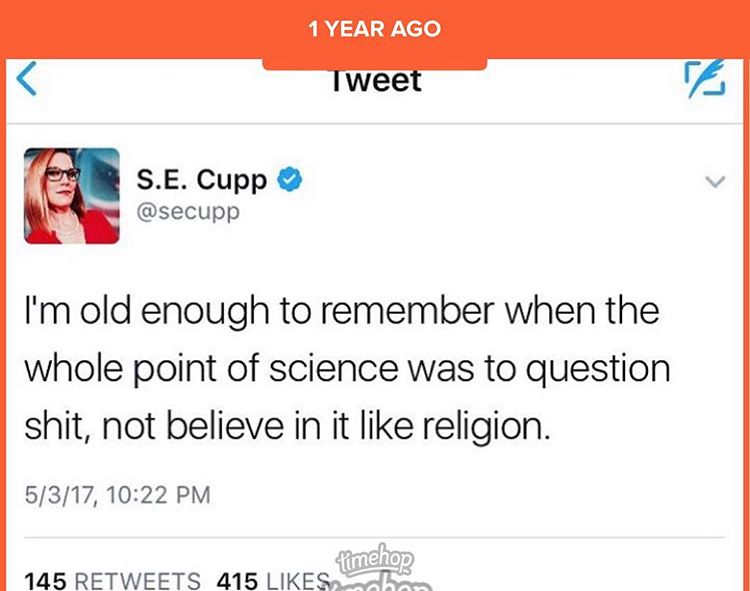 1 YEAR AGO
Tweet
S.E. Cupp
@secupp
I'm old enough to remember when the
whole point of science was to question
shit, not believe in it like religion.
5/3/17, 10:22 PM
timehop
145 RETWEETS 415 LIKES
timehop